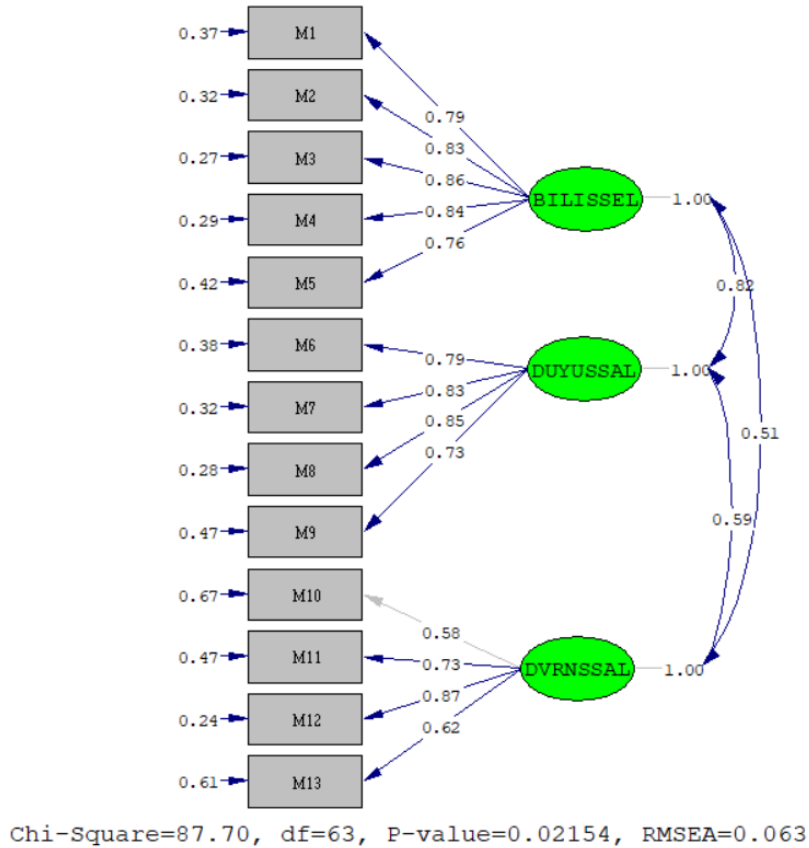 0.37 M1
0.79
0.32 M2
0.83
0.27 M3
0.86
BILISSEL 1.00
0.29 M4
0.84
0.76
0.42 M5
0.82
0.38 M6
0.79
DUYUSSAL 1.00
0.32 M7
0.83
0.85
0.51
0.28 M8
0.73
0.59
0.47 M9
0.67 M10
0.58
0.47 M11
0.73
DVRNSSAL 1.00
0.87
0.24 M12
0.62
0.61 M13
Chi-Square=87.70, df=63, P-value=0.02154, RMSEA=0.063